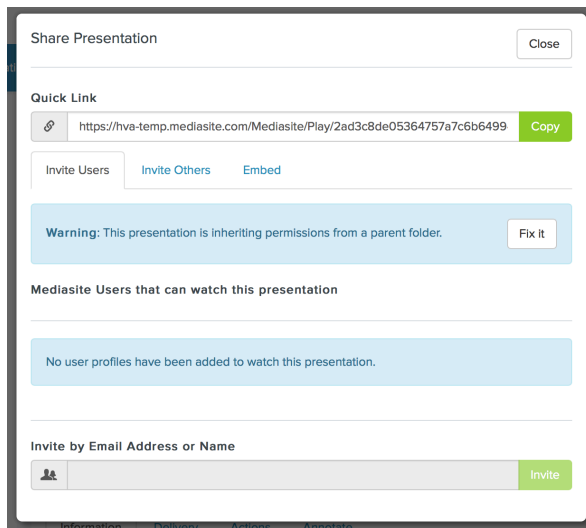 Share Presentation
Close
Quick Link
https://hva-temp.mediasite.com/Mediasite/Play/2ad3c8de05364757a7c6b6499
Copy
Invite Users
Invite Others
Embed
Warning: This presentation is inheriting permissions from a parent folder.
Fix it
Mediasite Users that can watch this presentation
No user profiles have been added to watch this presentation.
Invite by Email Address or Name
Invite
Information
Delivery
Actions
Annotate